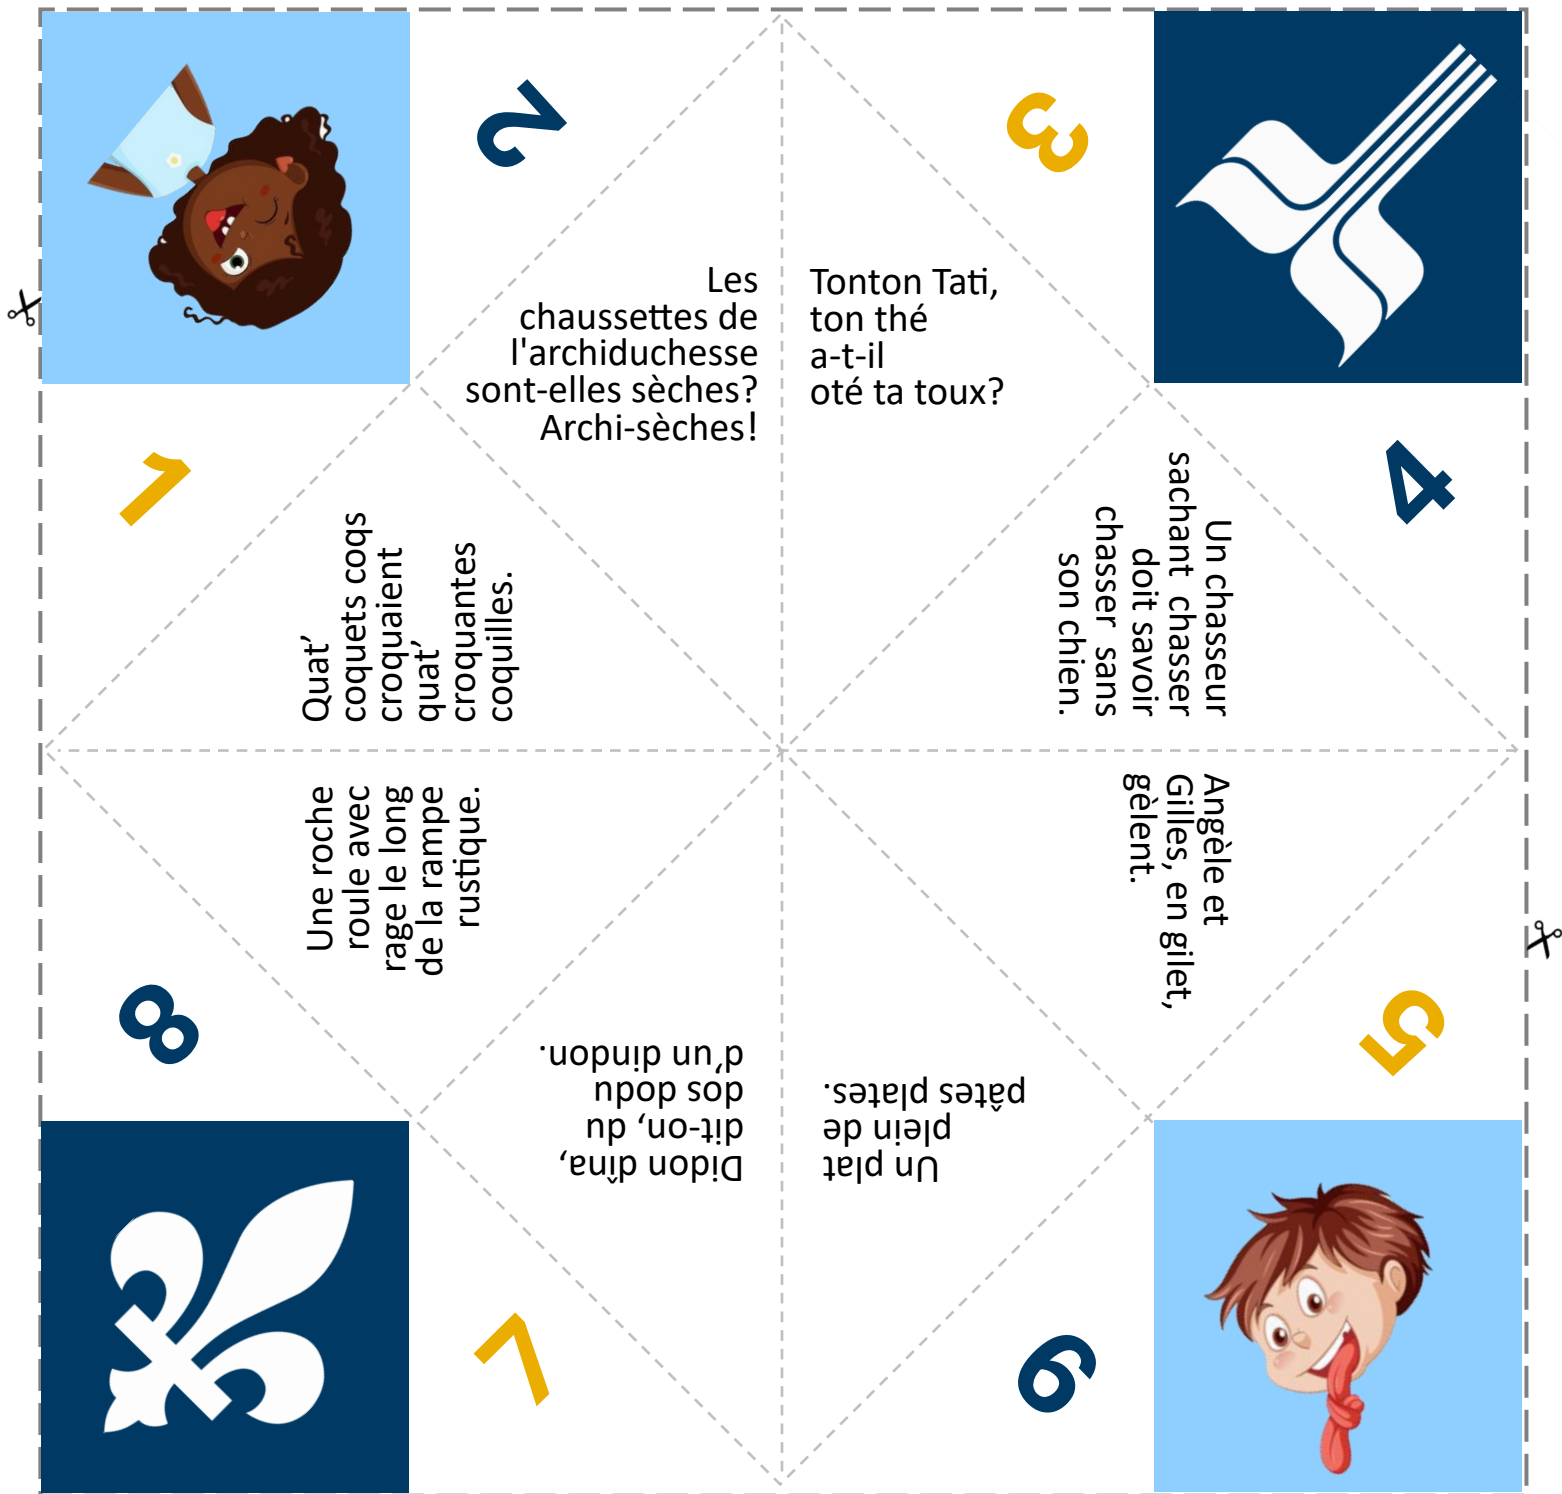 1
Quat’
coquets coqs
croquaient
quat’
croquantes
coquilles.
2
Les
chaussettes de
l'archiduchesse
sont-elles sèches?
Archi-sèches!
3
Tonton Tati,
ton thé
a-t-il
oté ta toux?
4
Un chasseur
sachant chasser
doit savoir
chasser sans
son chien.
5
Angèle et
Gilles, en gilet,
gèlent.
6
Un plat
plein de
pâtes plates.
7
Didon dîna,
dit-on, du
dos dodu
d’un dindon.
8
Une roche
roule avec
rage le long
de la rampe
rustique.